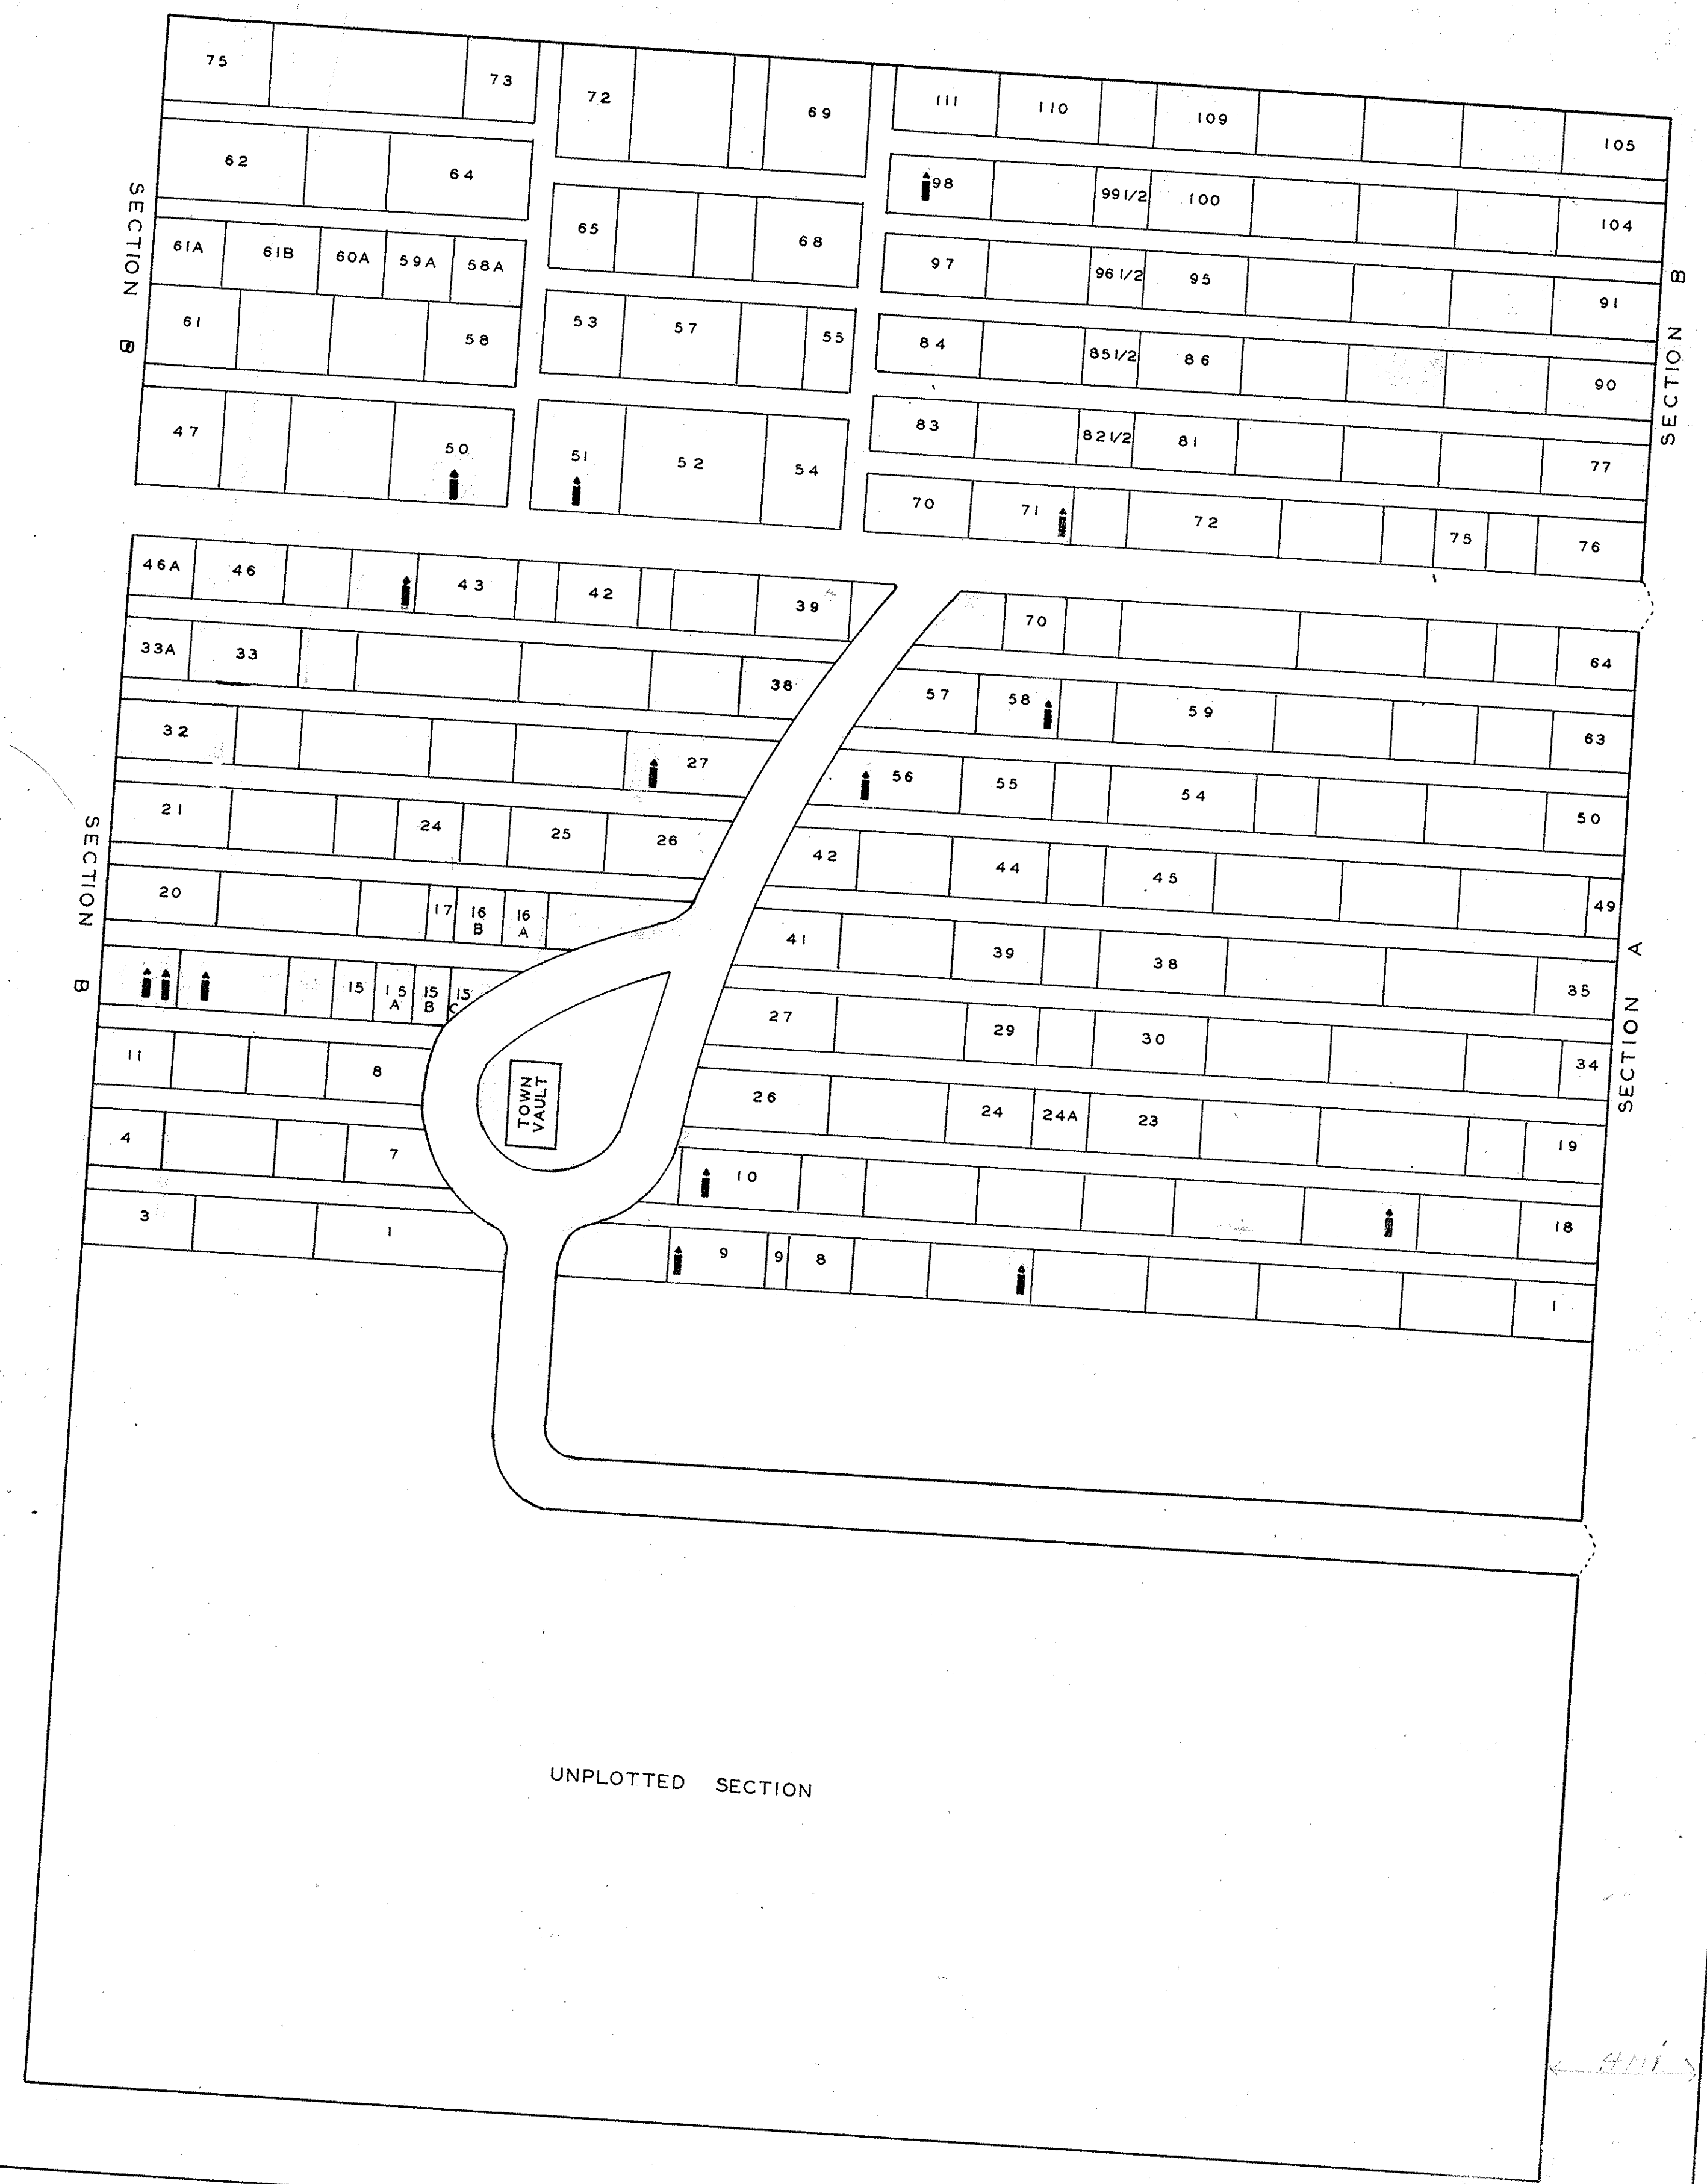 75 73 72 69 111 110 109 105
62 64 65 68 98 99 1/2 100 104
61A 61B 60A 59A 58A 97 96 1/2 95 91
61 58 53 57 55 84 85 1/2 86 90
47 50 51 52 54 83 82 1/2 81 77
70 71 72 75 76
SECTION B
SECTION B
46A 46 43 42 39 70 64
33A 33 38 57 58 59 63
32 27 56 55 54 50
21 24 25 26 42 44 45 49
20 17 16 B 16 A 41 39 38 35
15 15 A 15 B 15 C 27 29 30 34
11 8 26 24 24A 23 19
4 7 10 18
3 1 9 9 8 1
SECTION B
SECTION A
TOWN
VAULT
UNPLOTTED SECTION